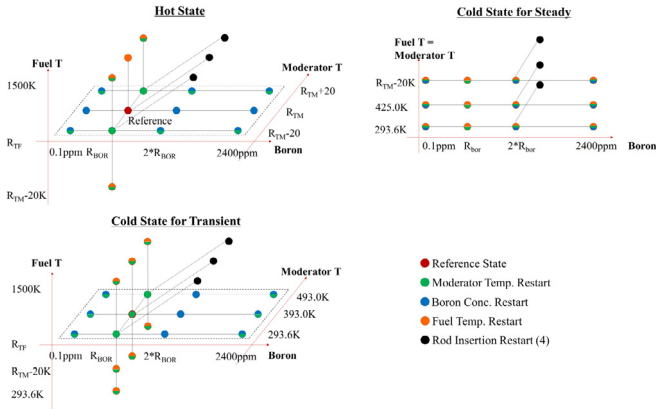 Hot State
Fuel T
Moderator T
1500K
R_TM+20
R_TM
Reference
R_TM-20
R_TF
0.1ppm R_BOR 2*R_BOR 2400ppm Boron
R_TM-20K
Cold State for Steady
Fuel T =
Moderator T
R_TM-20K
425.0K
293.6K
0.1ppm R_bor 2*R_bor 2400ppm
Boron
Cold State for Transient
Fuel T
Moderator T
1500K
493.0K
393.0K
293.6K
R_TF
0.1ppm R_BOR 2*R_BOR 2400ppm Boron
R_TM-20K
293.6K
Reference State
Moderator Temp. Restart
Boron Conc. Restart
Fuel Temp. Restart
Rod Insertion Restart (4)